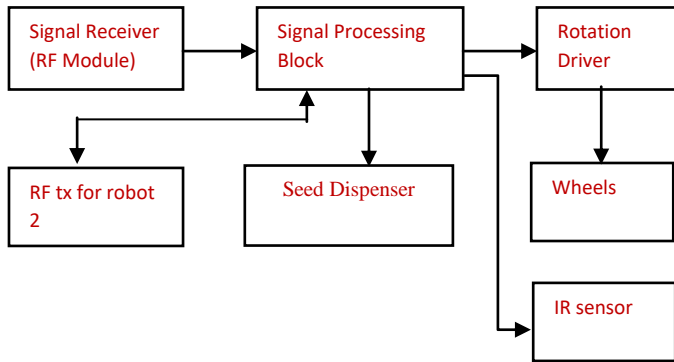 Signal Receiver
(RF Module)
Signal Processing
Block
Rotation
Driver
RF tx for robot
2
Seed Dispenser
Wheels
IR sensor